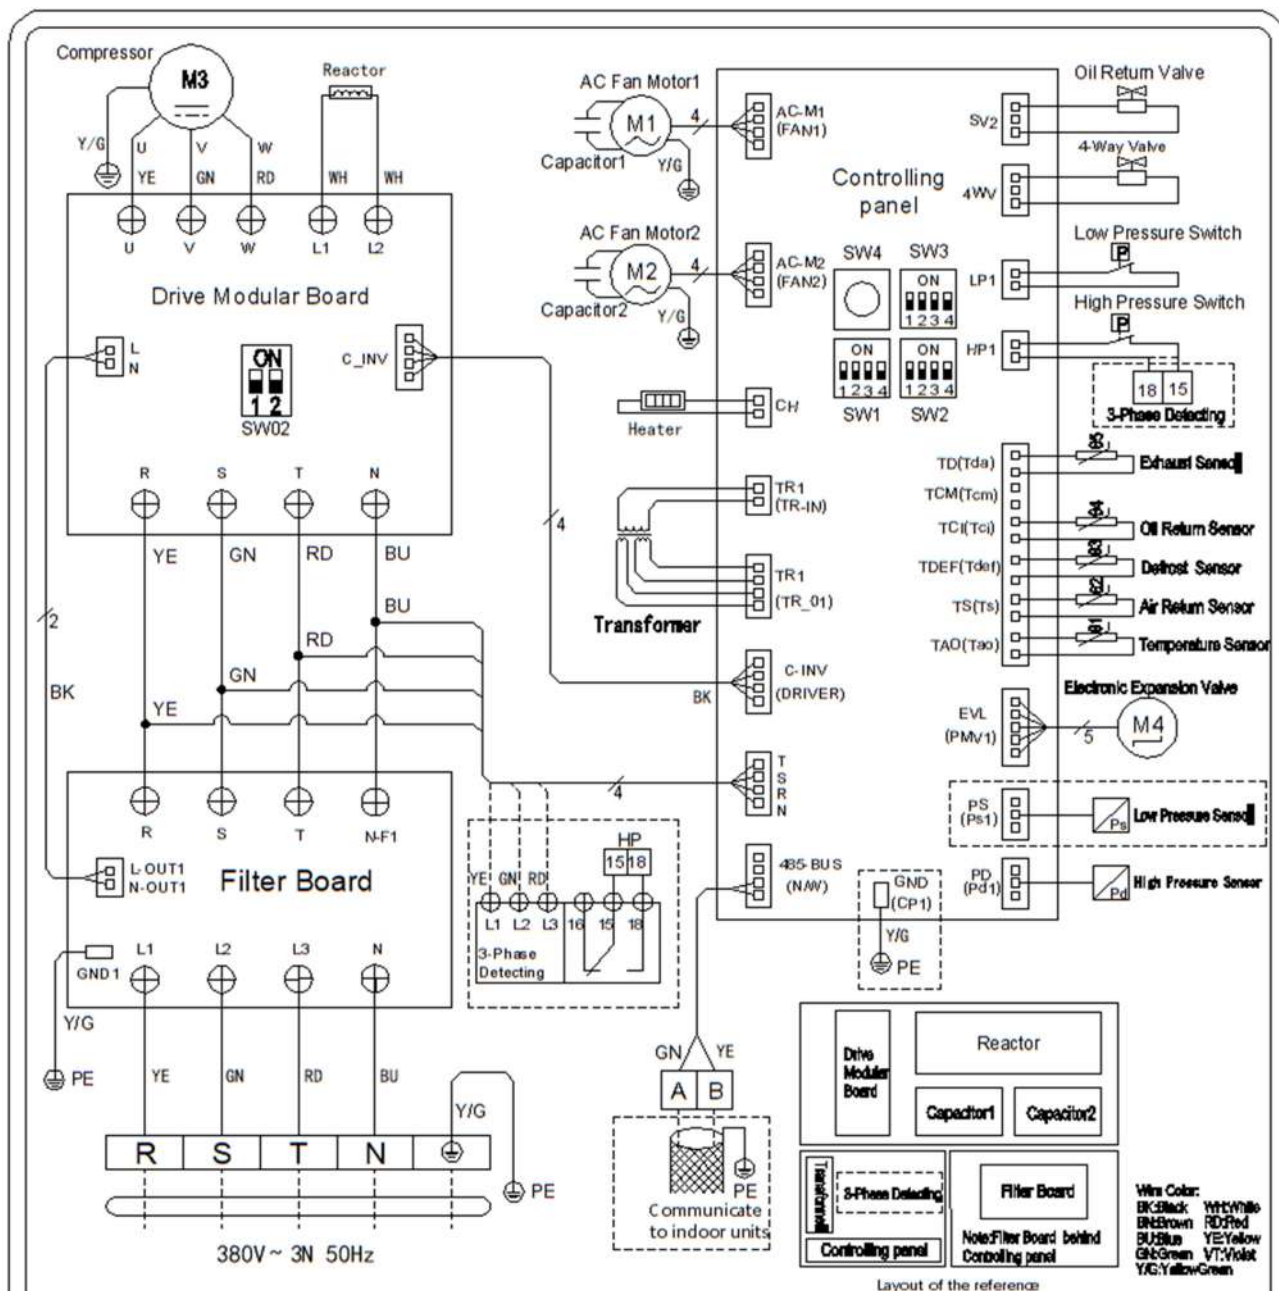 Compressor
M3
Reactor
Y/G
U
V
W
YE
GN
RD
WH
WH
U
V
W
L1
L2
Drive Modular Board
L
N
ON
1 2
SW02
C_INV
R
S
T
N
YE
GN
RD
BU
BU
RD
GN
YE
2
BK
4
R
S
T
N-F1
L-OUT1
N-OUT1
Filter Board
GND1
L1
L2
L3
N
Y/G
PE
YE
GN
RD
BU
Y/G
PE
R
S
T
N
380V ~ 3N 50Hz
AC Fan Motor1
M1
Capacitor1
4
Y/G
AC-M1
(FAN1)
AC Fan Motor2
M2
Capacitor2
4
Y/G
AC-M2
(FAN2)
Heater
CH
TR1
(TR-IN)
TR1
(TR_01)
Transformer
BK
C-INV
(DRIVER)
4
T
S
R
N
YE
GN
RD
HP
15 18
L1 L2 L3 16 15 18
3-Phase
Detecting
485-BUS
(N/W)
GN
YE
A B
PE
Communicate
to indoor units
Controlling
panel
SW4
SW3
ON
1 2 3 4
ON
1 2 3 4
SW1
ON
1 2 3 4
SW2
GND
(CP1)
Y/G
PE
Oil Return Valve
SV2
4-Way Valve
4WV
Low Pressure Switch
P
LP1
High Pressure Switch
P
HP1
18 15
3-Phase Detecting
TD(Tda)
Exhaust Sensor
TCM(Tcm)
TCI(Tci)
Oil Return Sensor
TDEF(Tdef)
Defrost Sensor
TS(Ts)
Air Return Sensor
TAO(Tao)
Temperature Sensor
Electronic Expansion Valve
EVL
(PMV1)
5
M4
PS
(Ps1)
Ps
Low Pressure Sensor
PD
(Pd1)
Pd
High Pressure Sensor
Drive
Modular
Board
Reactor
Capacitor1
Capacitor2
3-Phase Detecting
Controlling panel
Filter Board
Note:Filter Board behind
Controlling panel
Layout of the reference
Wire Color:
BK:Black WH:White
BN:Brown RD:Red
BU:Blue YE:Yellow
GN:Green VT:Violet
Y/G:YellowGreen